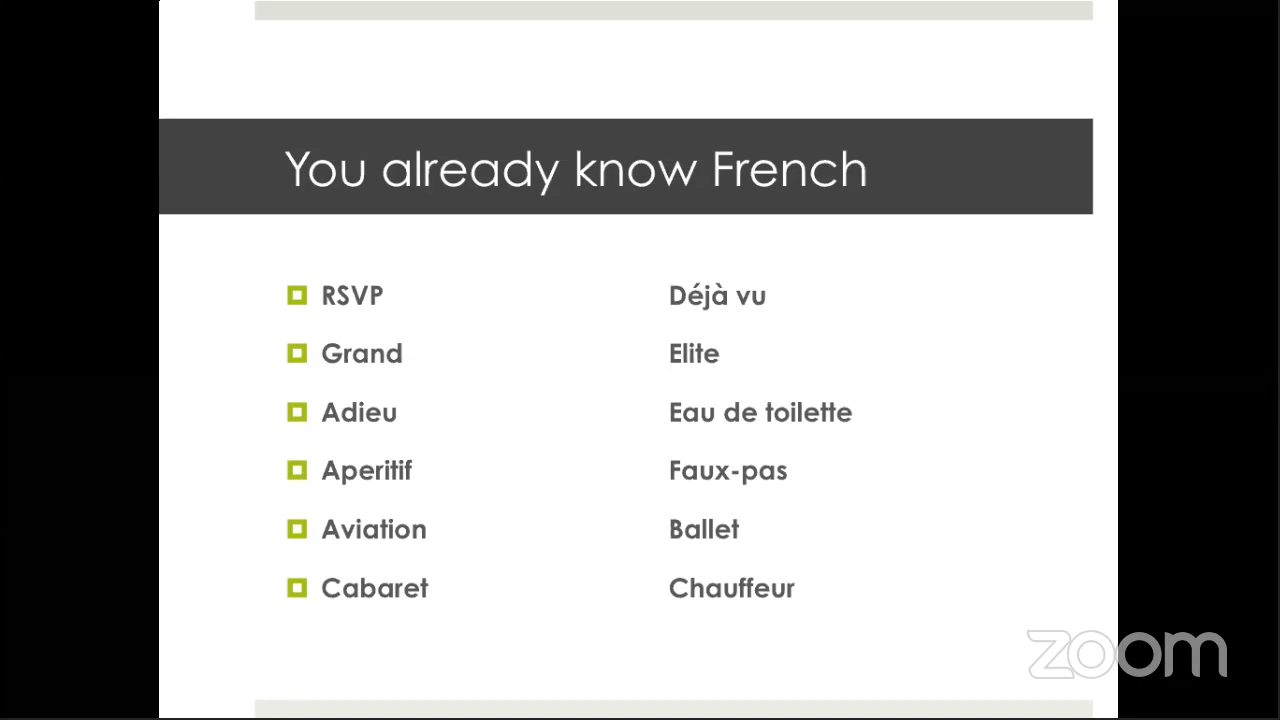 You already know French
RSVP Déjà vu
Grand Elite
Adieu Eau de toilette
Aperitif Faux-pas
Aviation Ballet
Cabaret Chauffeur
zoom